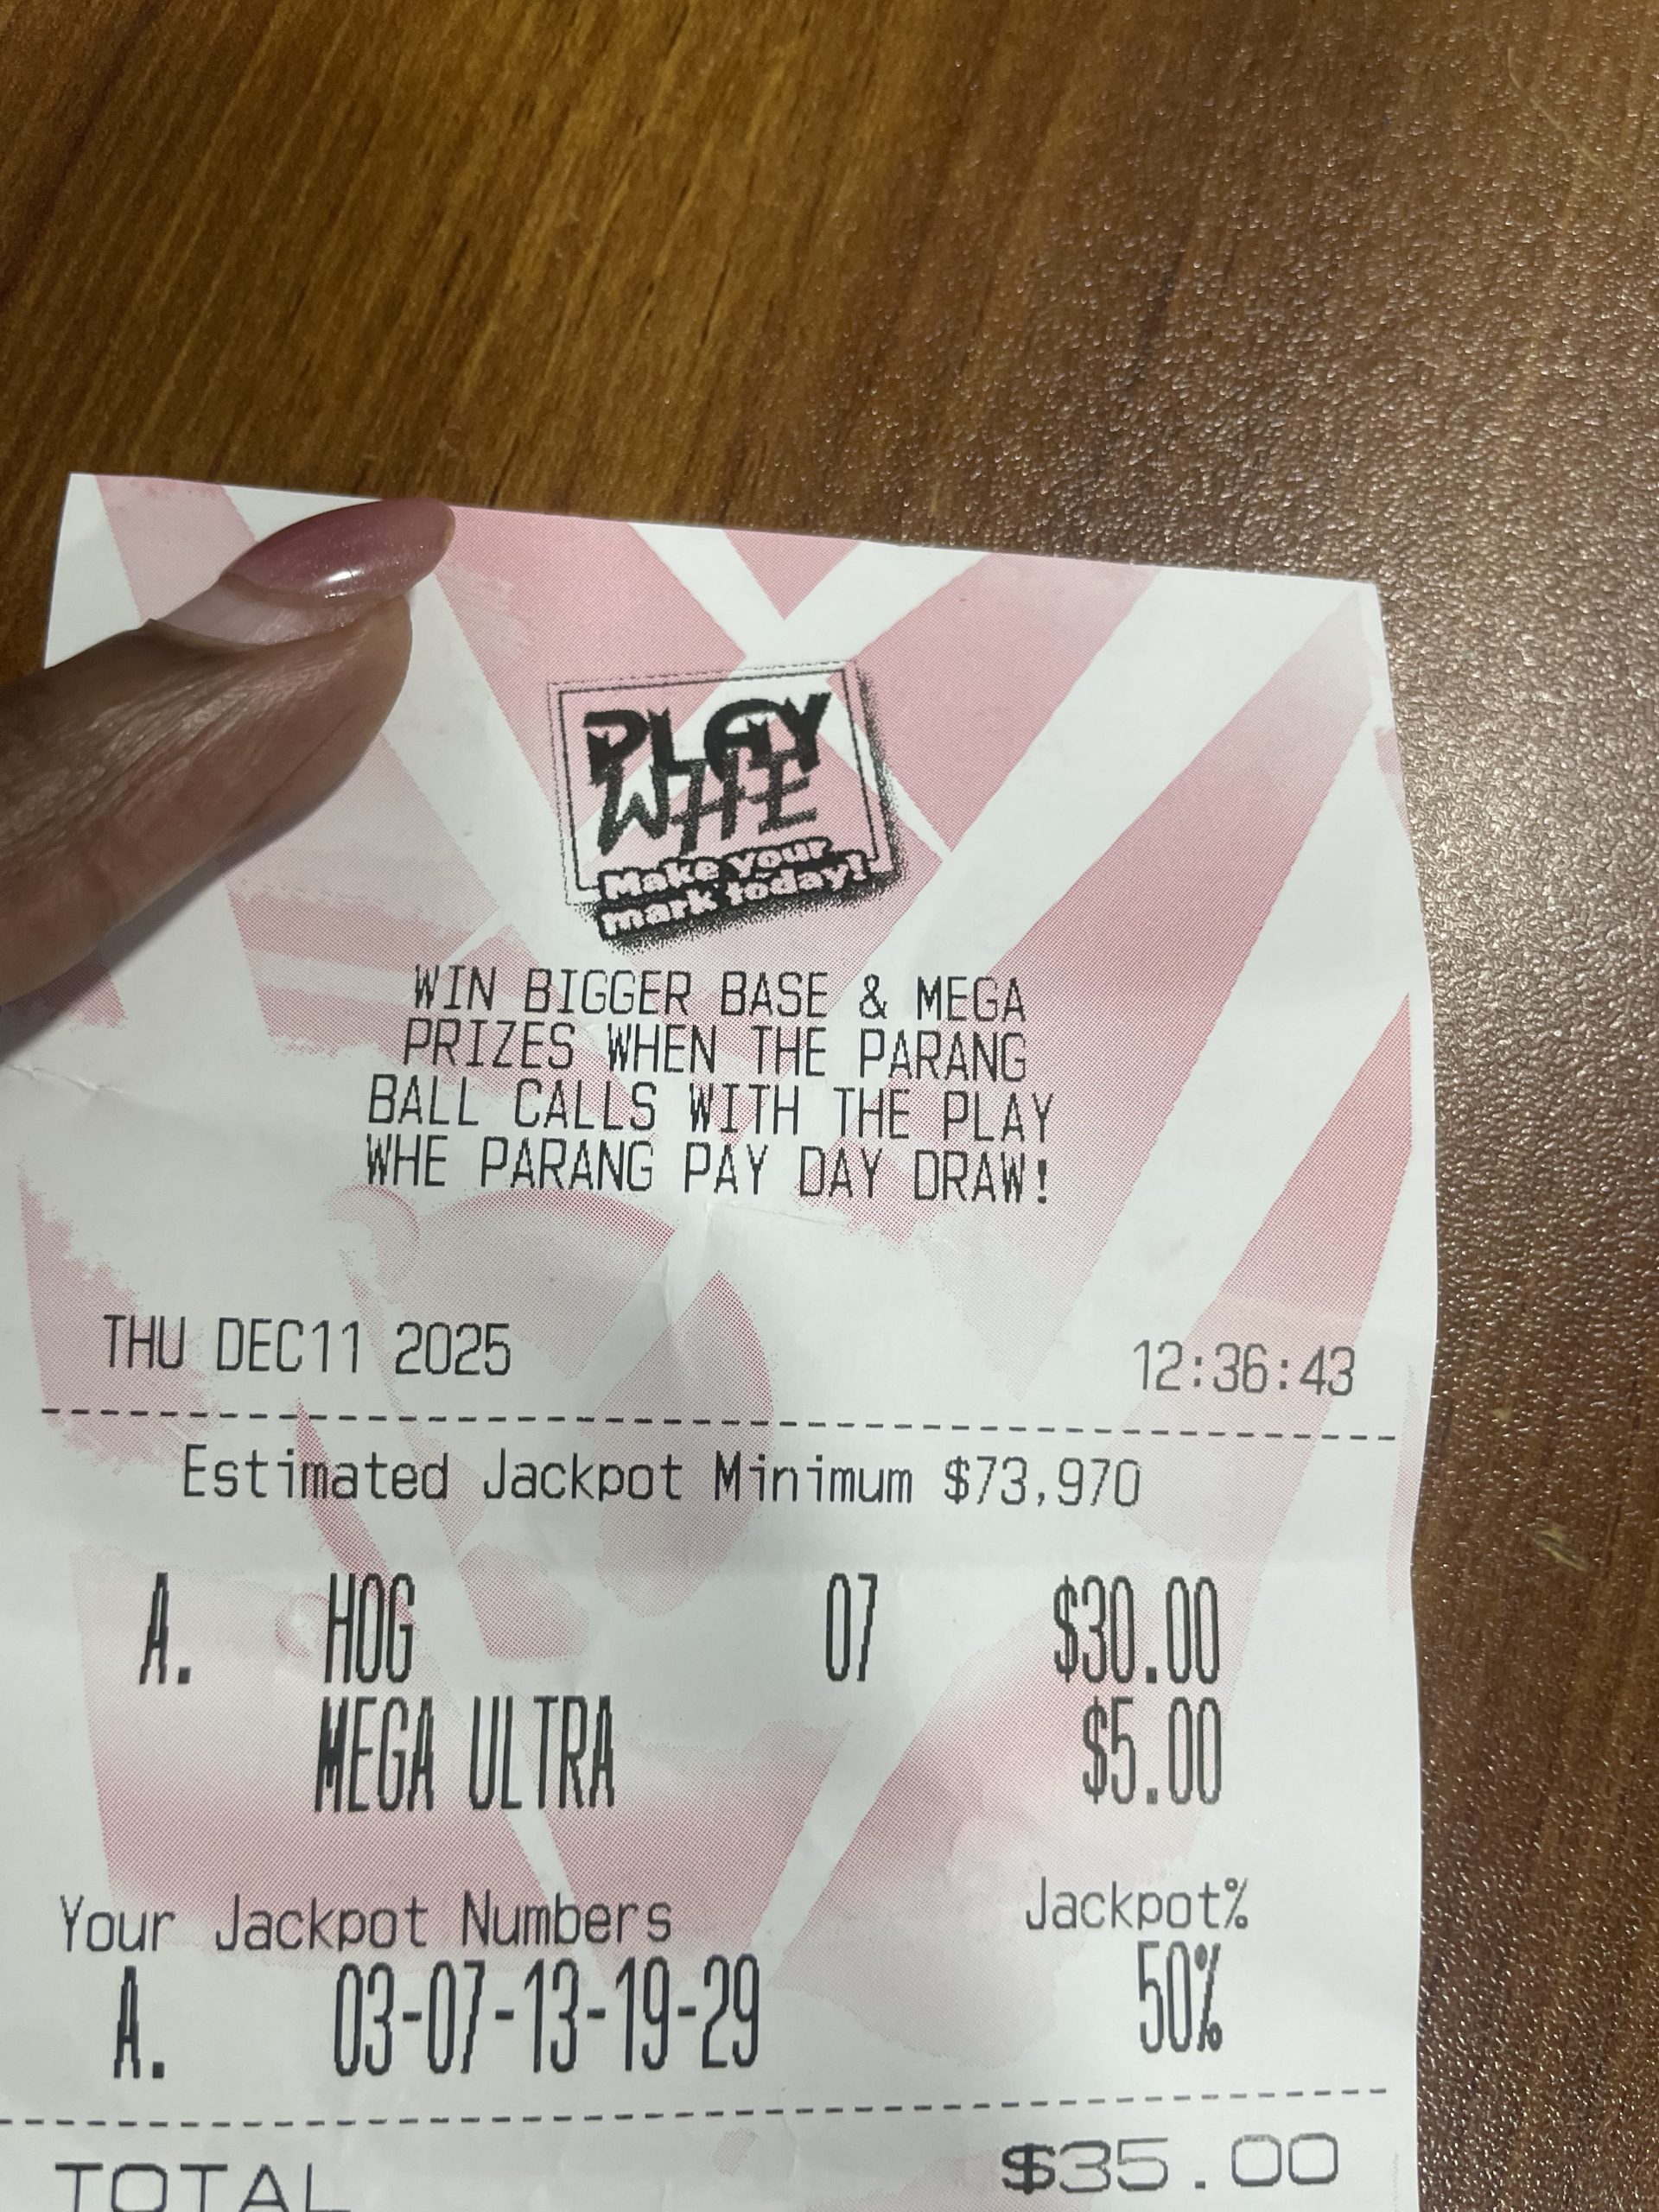 PLAY
WHE
Make your
mark today!
WIN BIGGER BASE & MEGA
PRIZES WHEN THE PARANG
BALL CALLS WITH THE PLAY
WHE PARANG PAY DAY DRAW!
THU DEC11 2025 12:36:43
Estimated Jackpot Minimum $73,970
A. HOG 07 $30.00
MEGA ULTRA $5.00
Your Jackpot Numbers Jackpot%
A. 03-07-13-19-29 50%
TOTAL $35.00